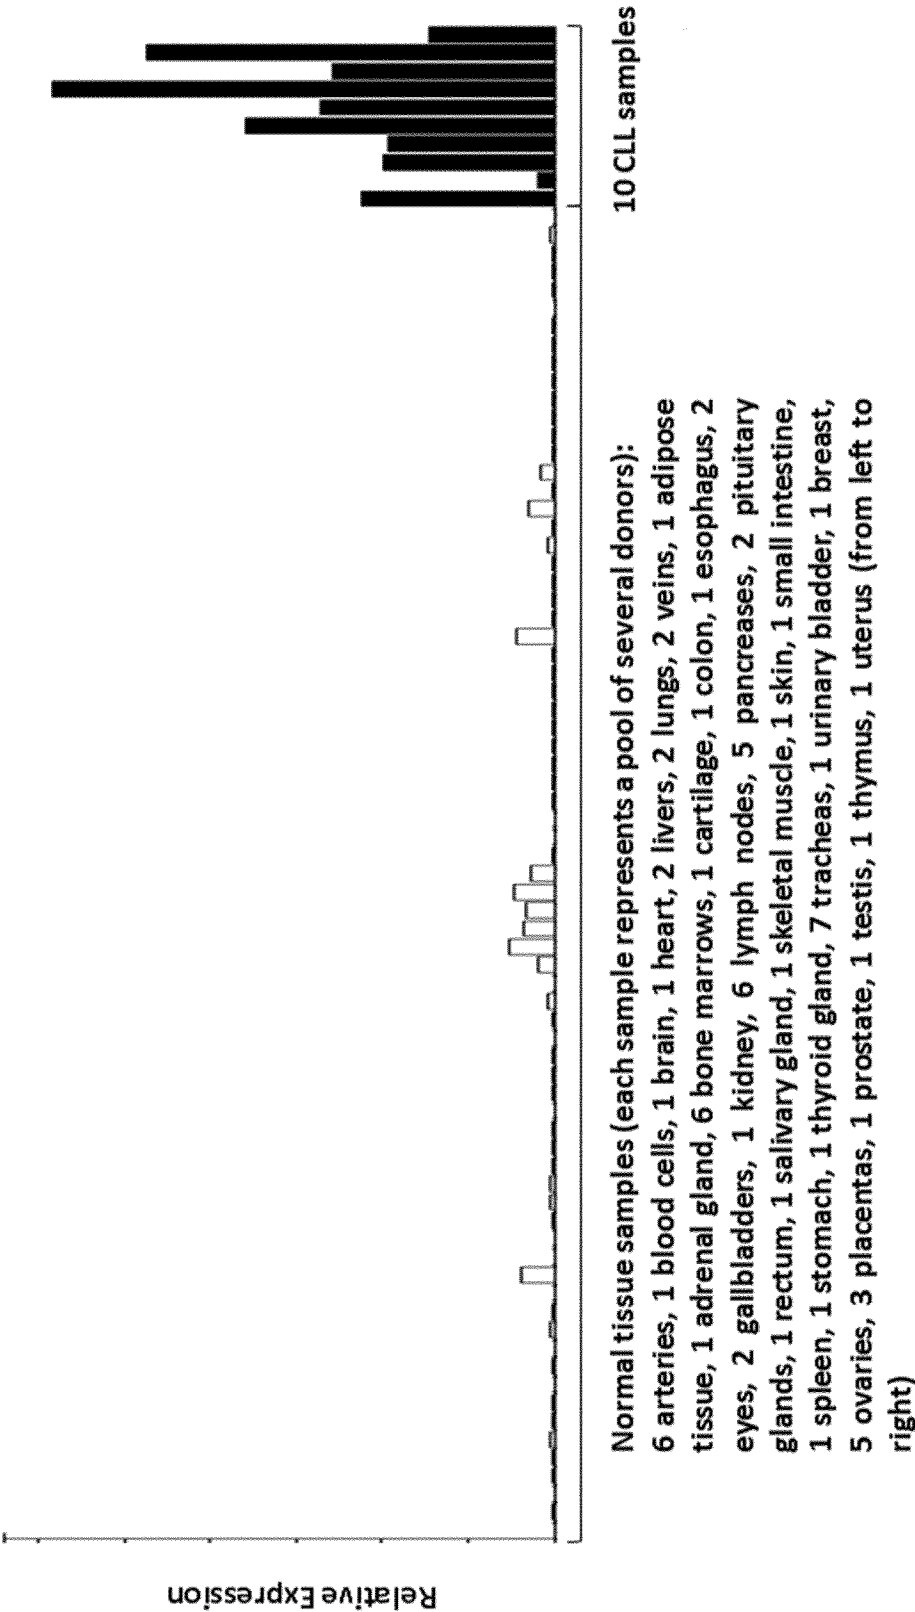 Relative Expression
Normal tissue samples (each sample represents a pool of several donors):
6 arteries, 1 blood cells, 1 brain, 1 heart, 2 livers, 2 lungs, 2 veins, 1 adipose
tissue, 1 adrenal gland, 6 bone marrows, 1 cartilage, 1 colon, 1 esophagus, 2
eyes, 2 gallbladders, 1 kidney, 6 lymph nodes, 5 pancreases, 2 pituitary
glands, 1 rectum, 1 salivary gland, 1 skeletal muscle, 1 skin, 1 small intestine,
1 spleen, 1 stomach, 1 thyroid gland, 7 tracheas, 1 urinary bladder, 1 breast,
5 ovaries, 3 placentas, 1 prostate, 1 testis, 1 thymus, 1 uterus (from left to
right)
10 CLL samples